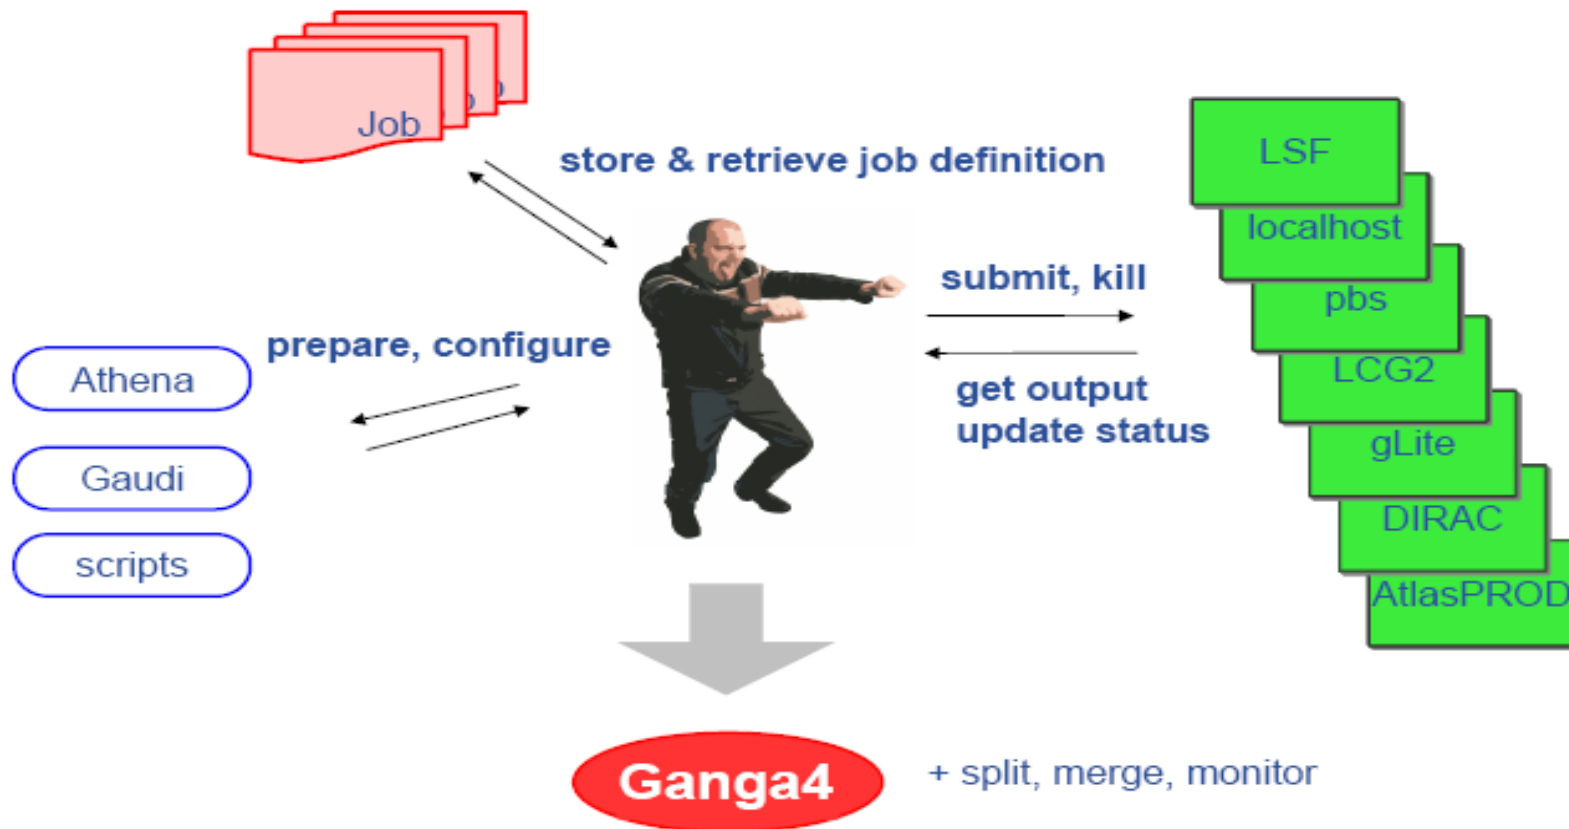 Job
store & retrieve job definition
LSF
localhost
submit, kill
pbs
prepare, configure
Athena
LCG2
get output
update status
gLite
Gaudi
DIRAC
scripts
AtlasPROD
Ganga4
+ split, merge, monitor